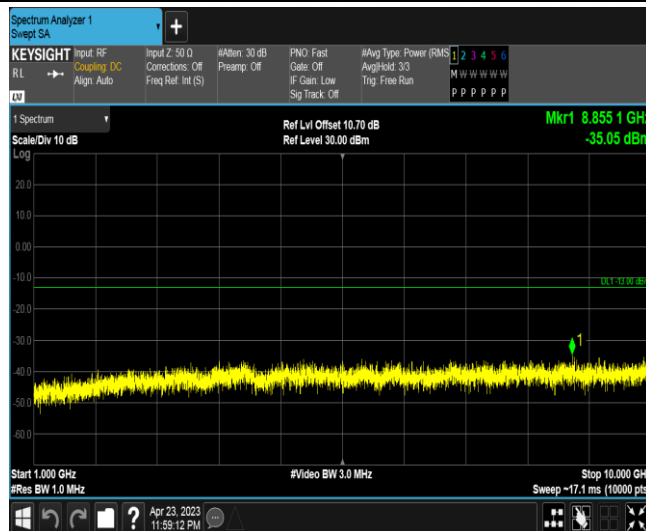 Spectrum Analyzer 1
Swept SA
+
KEYSIGHT
RL
LXI
Input: RF
Coupling: DC
Align: Auto
Input Z: 50 Ω
Corrections: Off
Freq Ref: Int (S)
#Atten: 30 dB
Preamp: Off
PNO: Fast
Gate: Off
IF Gain: Low
Sig Track: Off
#Avg Type: Power (RMS
Avg|Hold: 3/3
Trig: Free Run
1 2 3 4 5 6
M W W W W W
P P P P P P
1 Spectrum
Scale/Div 10 dB
Log
Ref Lvl Offset 10.70 dB
Ref Level 30.00 dBm
Mkr1 8.855 1 GHz
-35.05 dBm
20.0
10.0
0.00
-10.0
-20.0
-30.0
-40.0
-50.0
-60.0
DL1 -13.00 dBm
1
Start 1.000 GHz
#Res BW 1.0 MHz
#Video BW 3.0 MHz
Stop 10.000 GHz
Sweep ~17.1 ms (10000 pts
?
Apr 23, 2023
11:59:12 PM